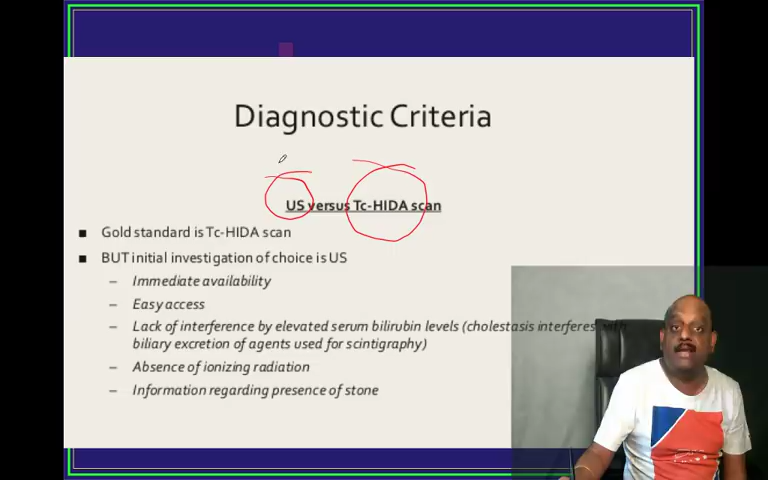 Diagnostic Criteria
US versus Tc-HIDA scan
■ Gold standard is Tc-HIDA scan
■ BUT initial investigation of choice is US
– Immediate availability
– Easy access
– Lack of interference by elevated serum bilirubin levels (cholestasis interferes with
biliary excretion of agents used for scintigraphy)
– Absence of ionizing radiation
– Information regarding presence of stone